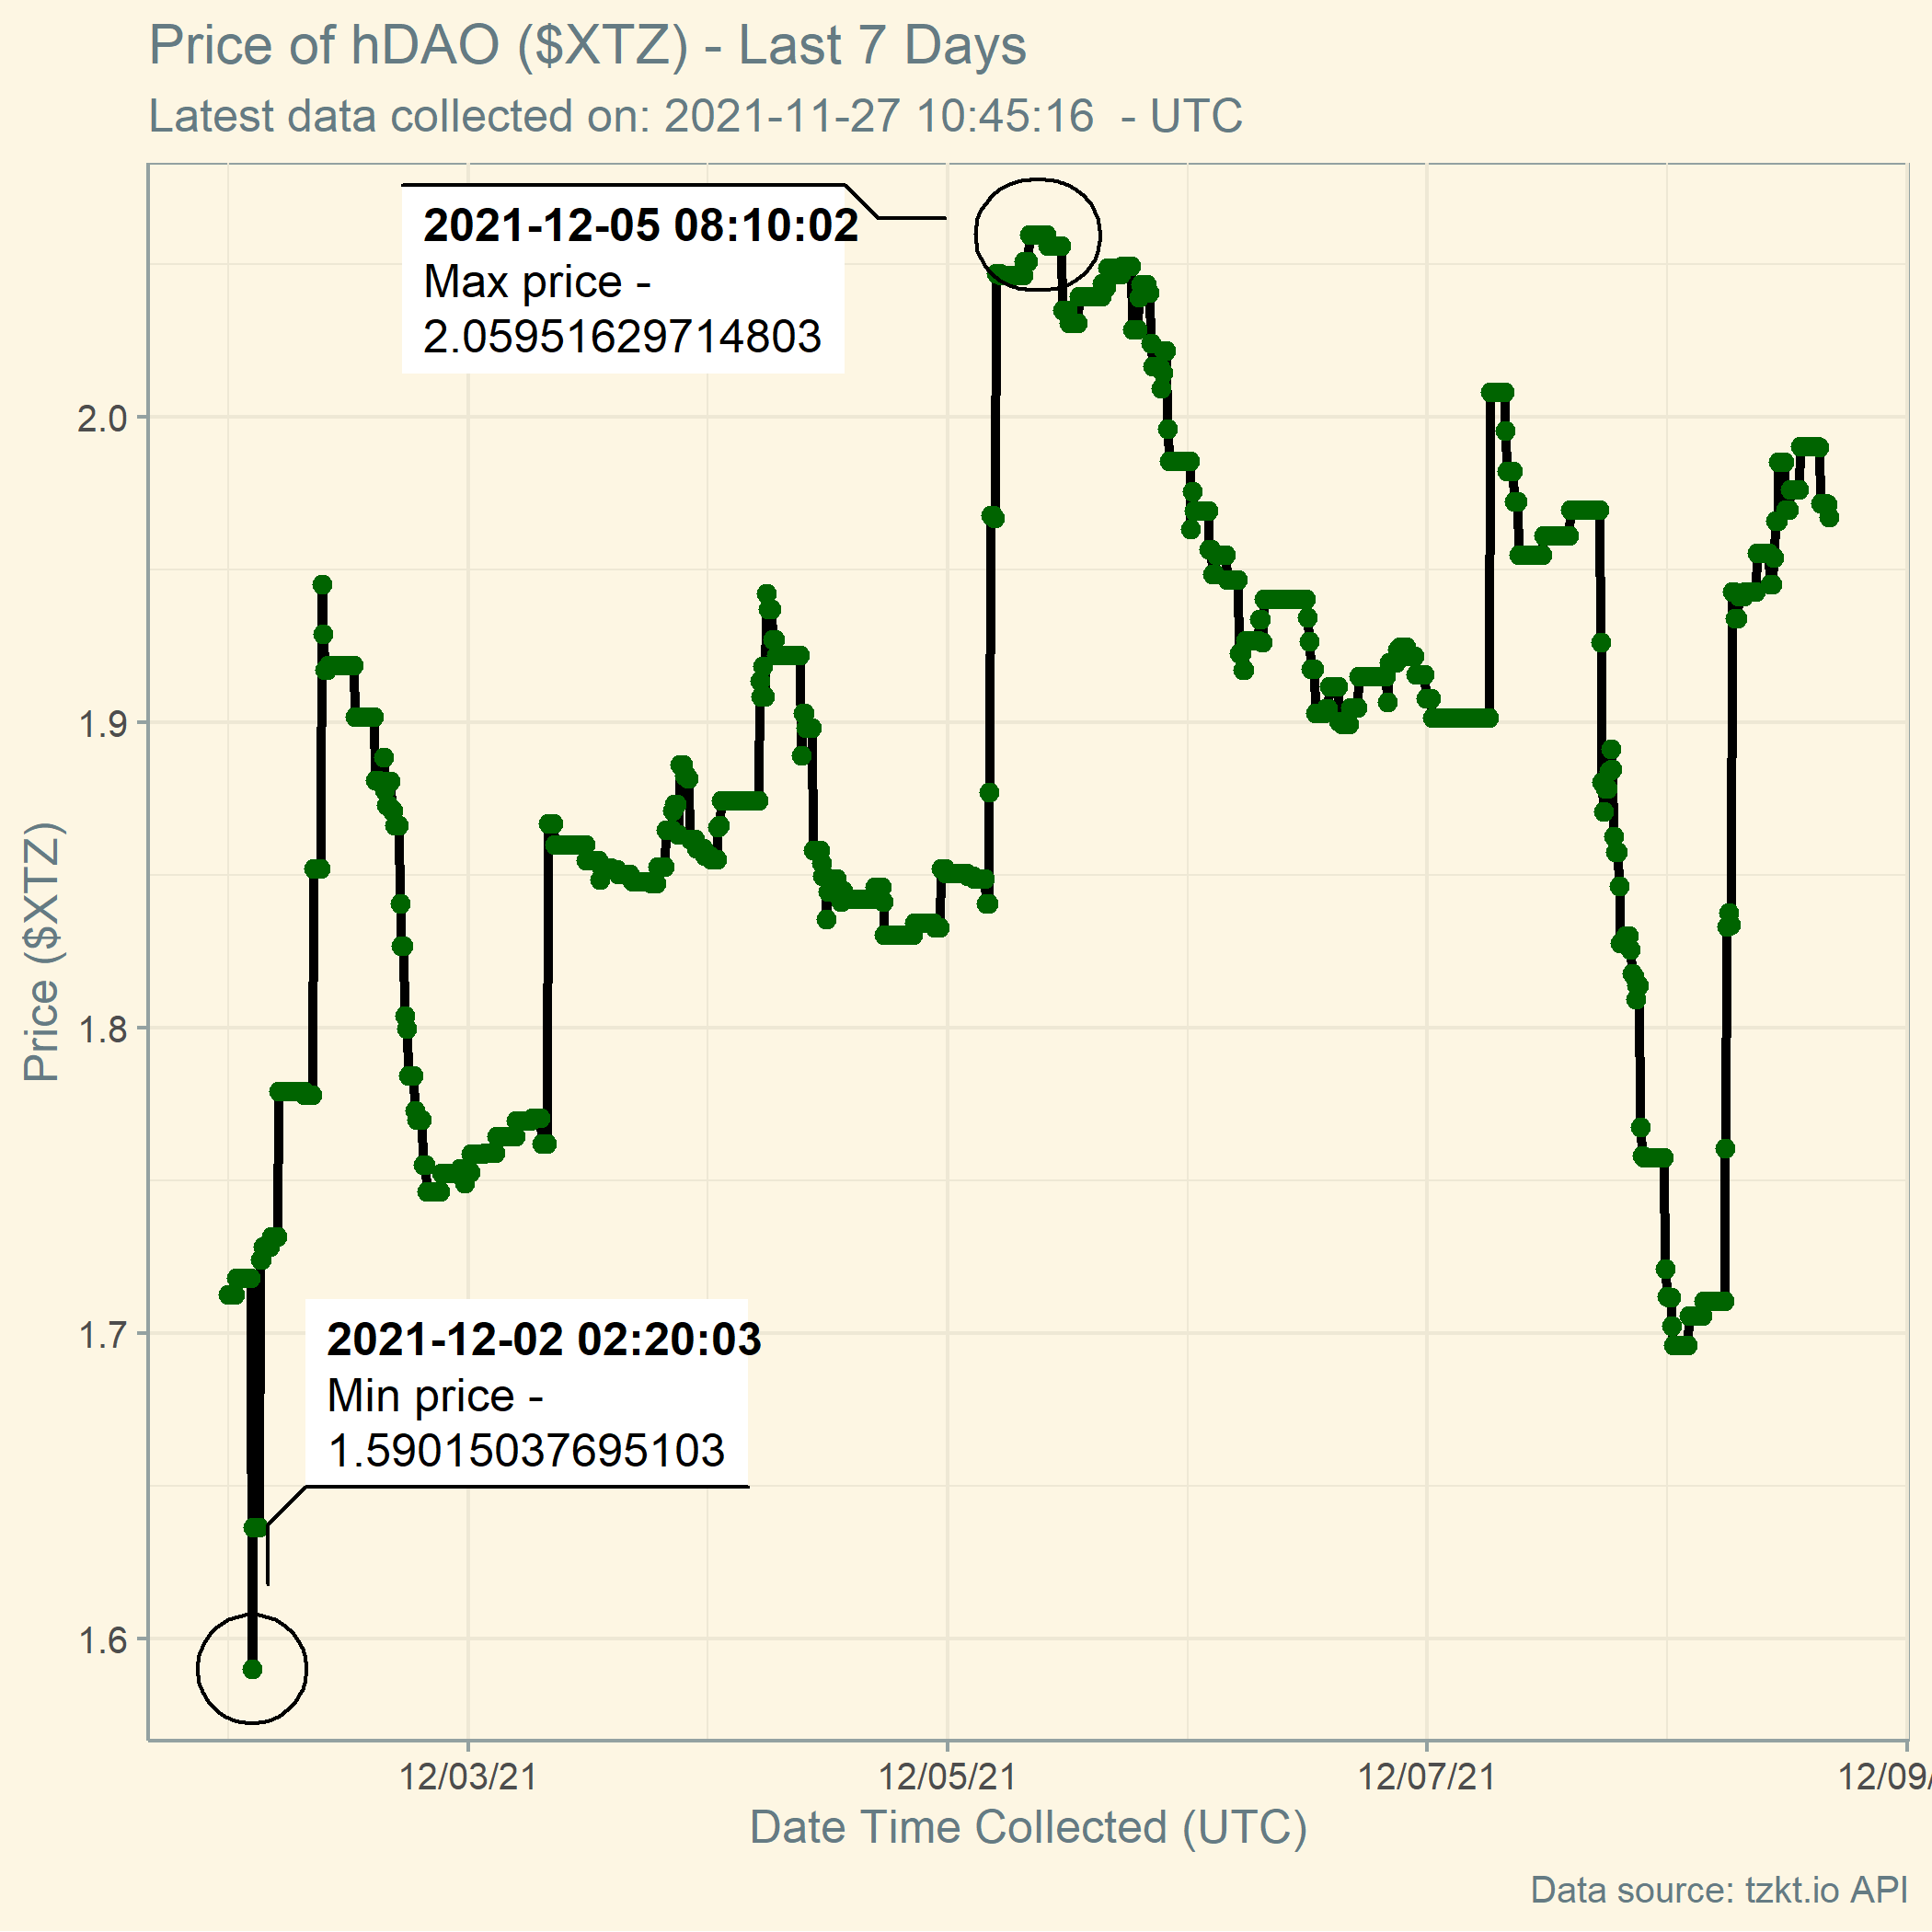 Price of hDAO ($XTZ) - Last 7 Days
Latest data collected on: 2021-11-27 10:45:16  - UTC
2021-12-05 08:10:02
Max price -
2.05951629714803
2021-12-02 02:20:03
Min price -
1.59015037695103
Price ($XTZ)
2.0
1.9
1.8
1.7
1.6
12/03/21 12/05/21 12/07/21 12/09/
Date Time Collected (UTC)
Data source: tzkt.io API